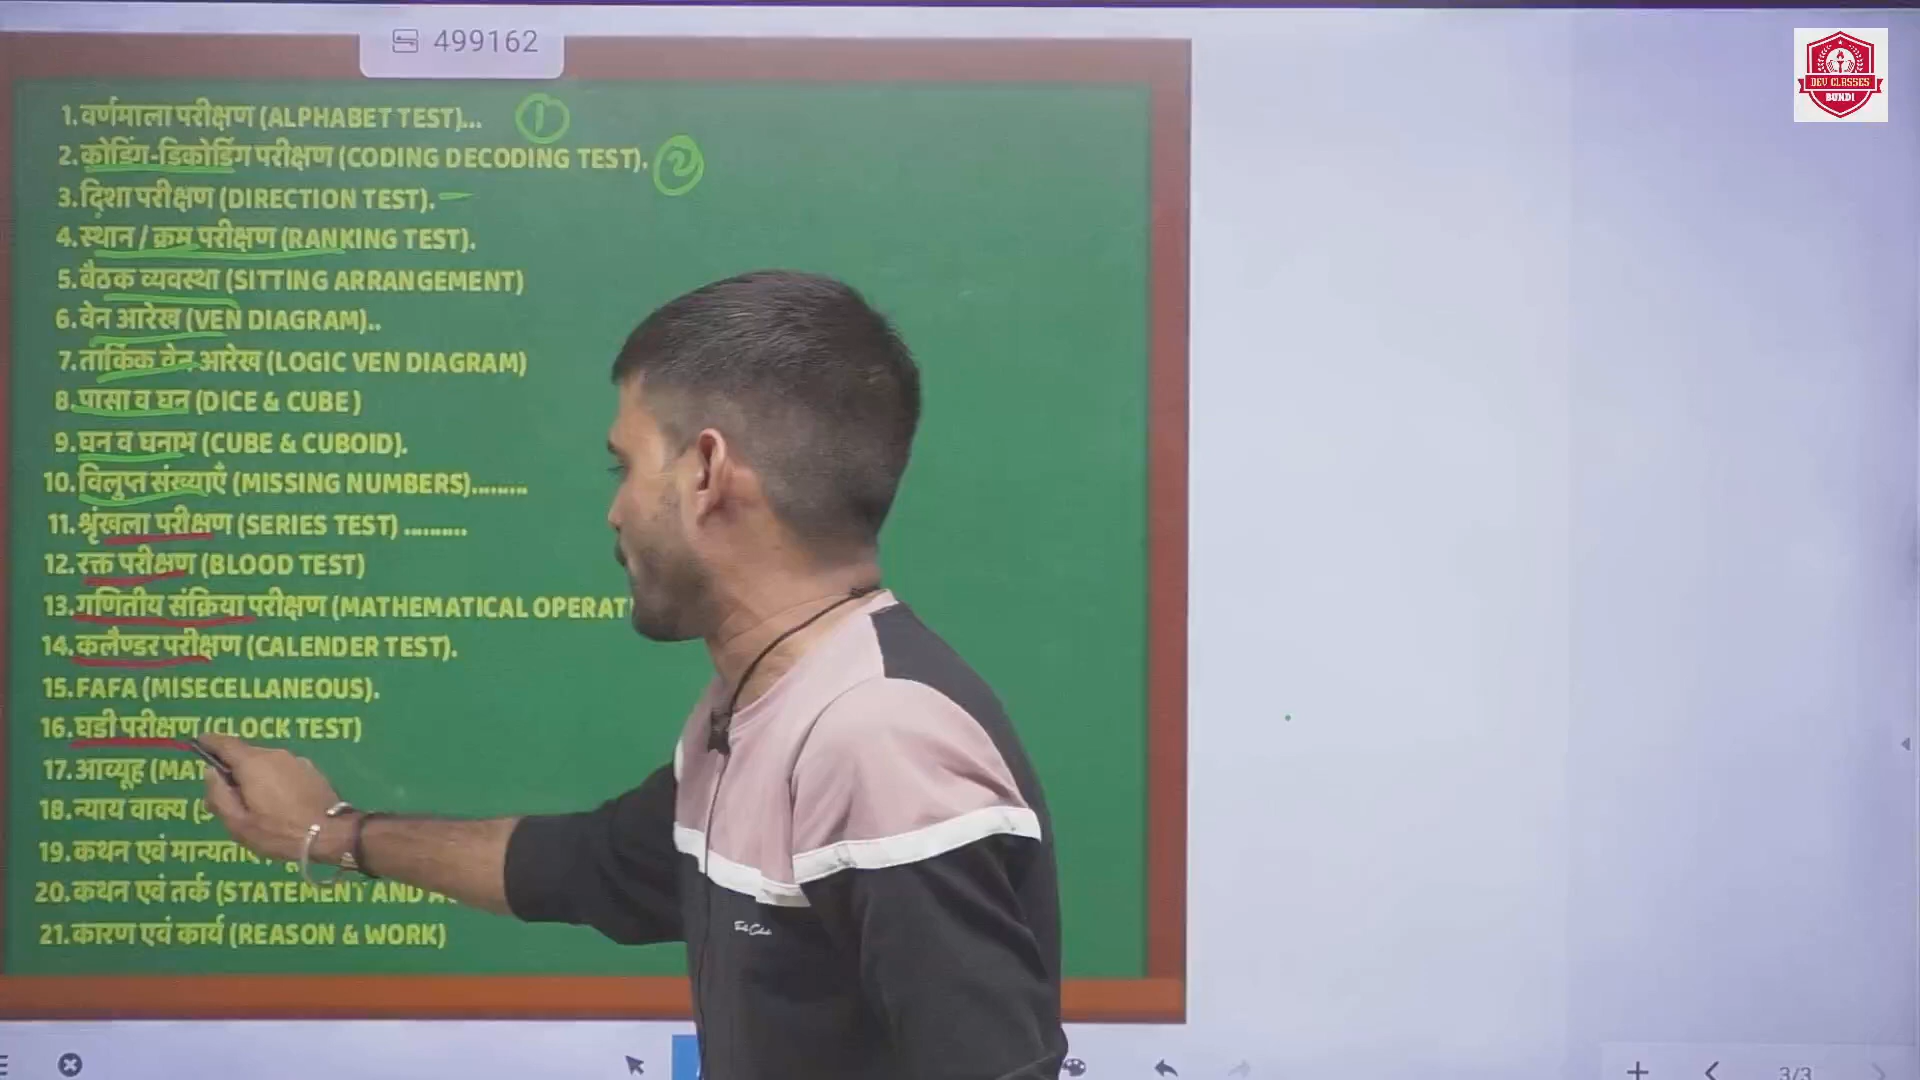 499162
DEV CLASSES
BUNDI
1. वर्णमाला परीक्षण (ALPHABET TEST)... 1
2. कोडिंग-डिकोडिंग परीक्षण (CODING DECODING TEST). 2
3. दिशा परीक्षण (DIRECTION TEST).
4. स्थान / क्रम परीक्षण (RANKING TEST).
5. बैठक व्यवस्था (SITTING ARRANGEMENT)
6. वेन आरेख (VEN DIAGRAM)..
7. तार्किक वेन आरेख (LOGIC VEN DIAGRAM)
8. पासा व घन (DICE & CUBE )
9. घन व घनाभ (CUBE & CUBOID).
10. विलुप्त संख्याएँ (MISSING NUMBERS).........
11. श्रृंखला परीक्षण (SERIES TEST) ..........
12. रक्त परीक्षण (BLOOD TEST)
13. गणितीय संक्रिया परीक्षण (MATHEMATICAL OPERAT
14. कलैण्डर परीक्षण (CALENDER TEST).
15. FAFA (MISECELLANEOUS).
16. घडी परीक्षण (CLOCK TEST)
17. आव्यूह (MAT
18. न्याय वाक्य (
19. कथन एवं
20. कथन एवं तर्क (STATEMENT AND
21. कारण एवं कार्य (REASON & WORK)
3/3